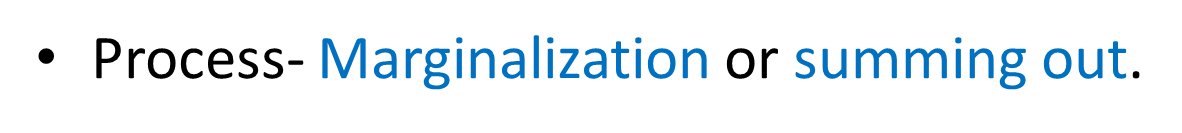 • Process- Marginalization or summing out.